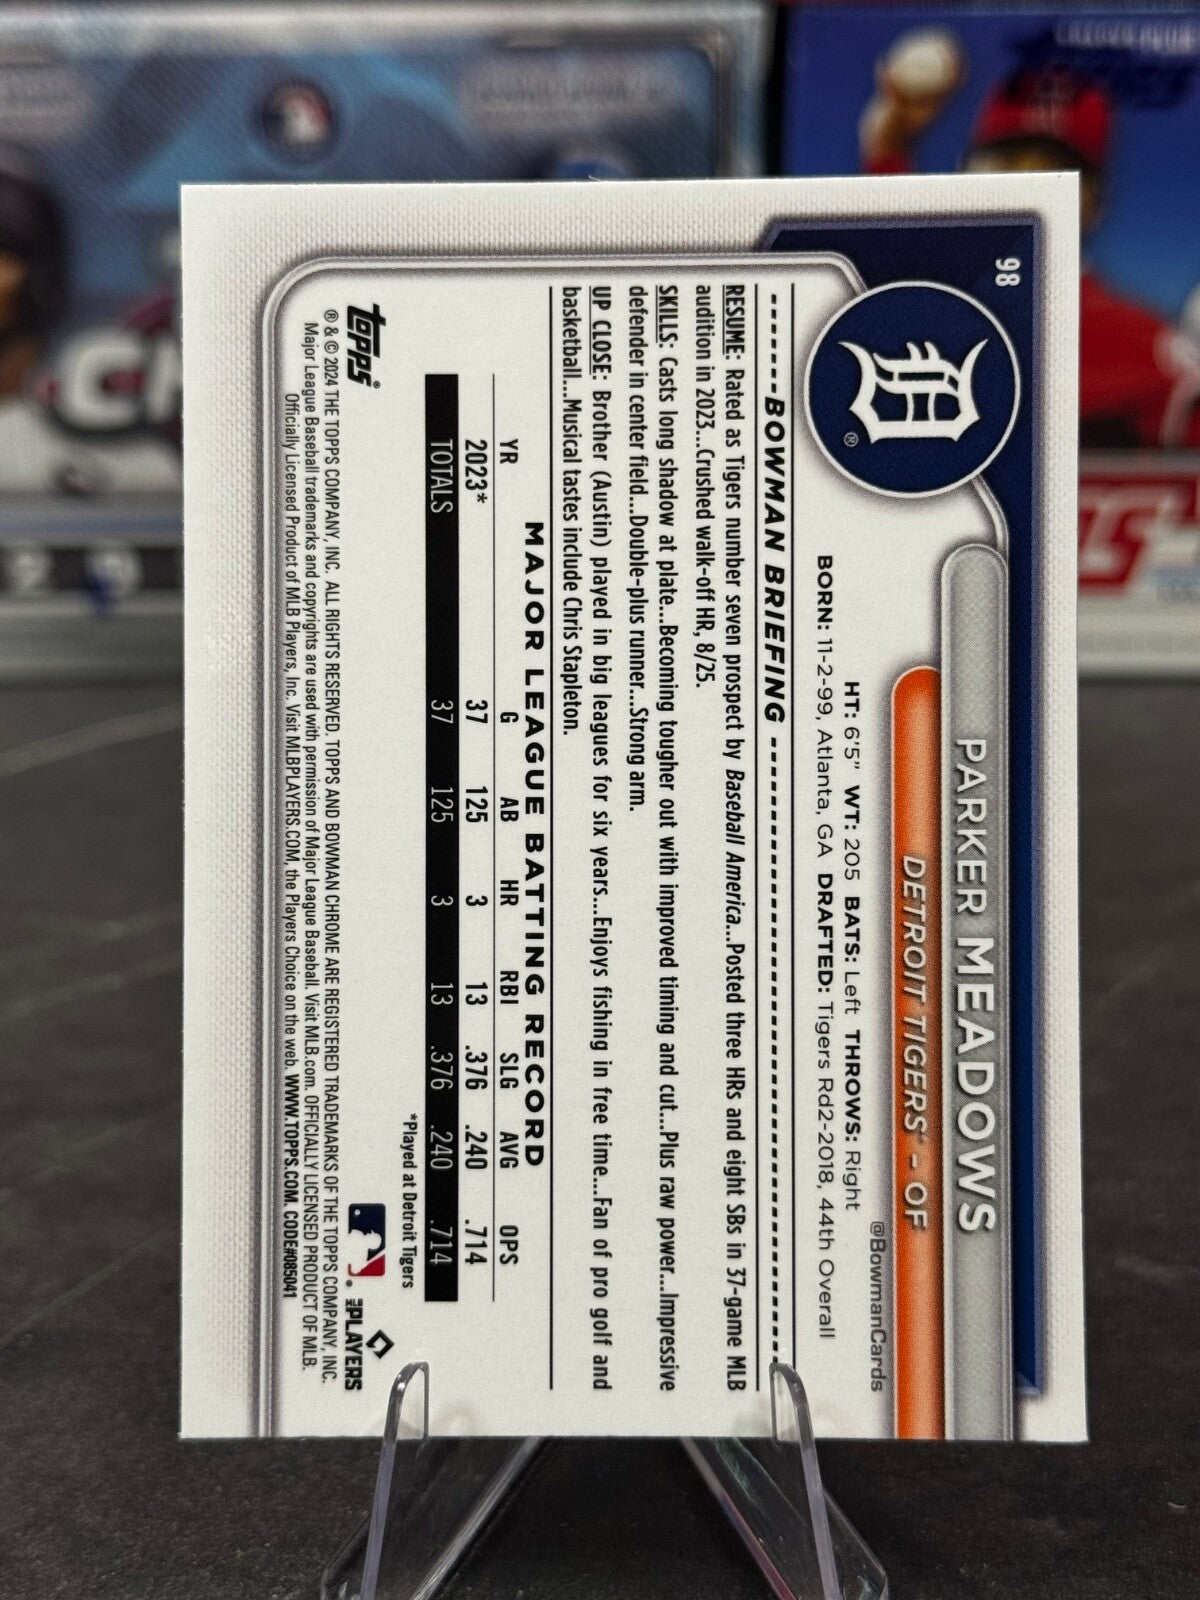 98
PARKER MEADOWS
DETROIT TIGERS® - OF
@BowmanCards
HT: 6'5" WT: 205 BATS: Left THROWS: Right
BORN: 11-2-99, Atlanta, GA DRAFTED: Tigers Rd2-2018, 44th Overall
BOWMAN BRIEFING
RESUME: Rated as Tigers number seven prospect by Baseball America...Posted three HRs and eight SBs in 37-game MLB
audition in 2023...Crushed walk-off HR, 8/25.
SKILLS: Casts long shadow at plate...Becoming tougher out with improved timing and cut...Plus raw power...Impressive
defender in center field...Double-plus runner...Strong arm.
UP CLOSE: Brother (Austin) played in big leagues for six years...Enjoys fishing in free time...Fan of pro golf and
basketball...Musical tastes include Chris Stapleton.
MAJOR LEAGUE BATTING RECORD
YR G AB HR RBI SLG AVG OPS
2023* 37 125 3 13 .376 .240 .714
TOTALS 37 125 3 13 .376 .240 .714
*Played at Detroit Tigers
topps®
MLB PLAYERS
® & © 2024 THE TOPPS COMPANY, INC. ALL RIGHTS RESERVED. TOPPS AND BOWMAN CHROME ARE REGISTERED TRADEMARKS OF THE TOPPS COMPANY, INC.
Major League Baseball trademarks and copyrights are used with permission of Major League Baseball. Visit MLB.com. OFFICIALLY LICENSED PRODUCT OF MLB.
Officially Licensed Product of MLB Players, Inc. Visit MLBPLAYERS.COM, the Players Choice on the web. WWW.TOPPS.COM. CODE#085041